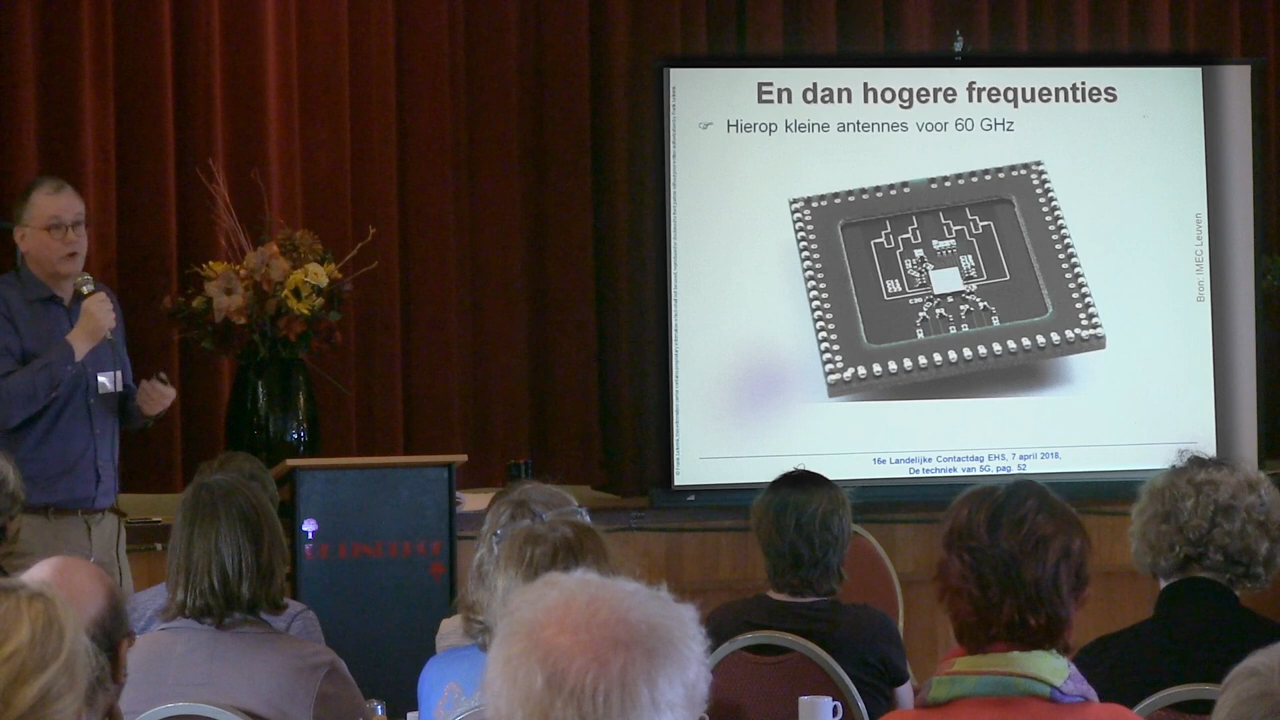 En dan hogere frequenties
☞ Hierop kleine antennes voor 60 GHz
Bron: IMEC Leuven
16e Landelijke Contactdag EHS, 7 april 2018,
De techniek van 5G, pag. 52